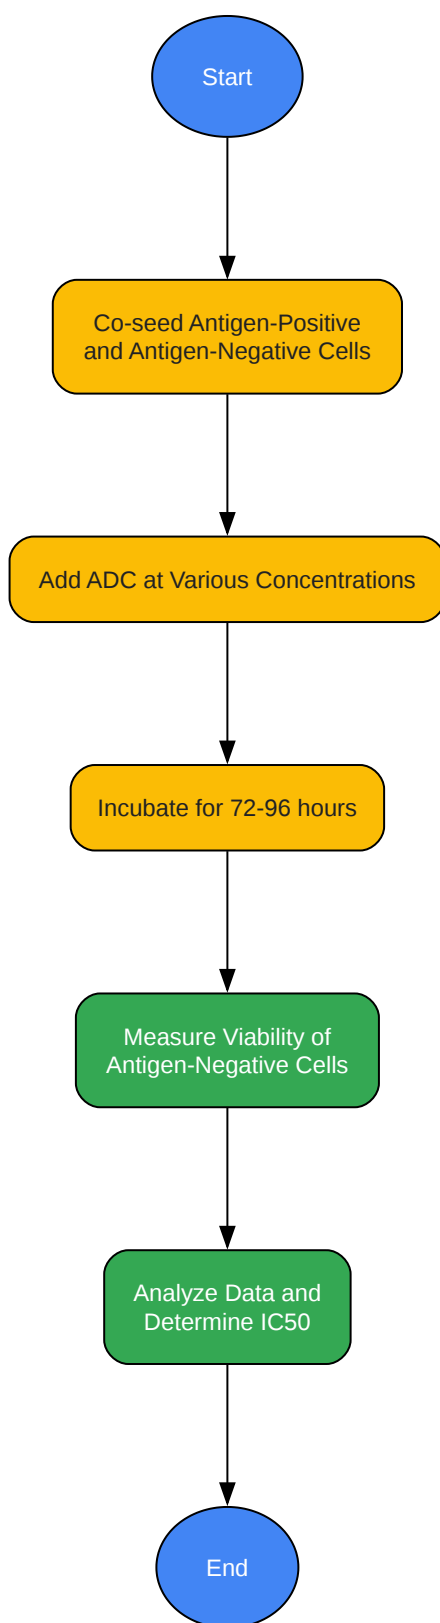 Start
Co-seed Antigen-Positive
and Antigen-Negative Cells
Add ADC at Various Concentrations
Incubate for 72-96 hours
Measure Viability of
Antigen-Negative Cells
Analyze Data and
Determine IC50
End